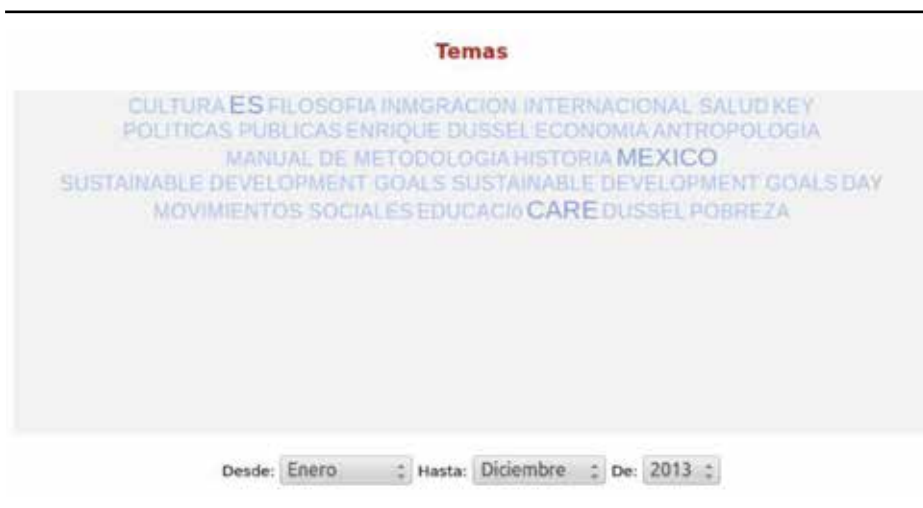 Temas
CULTURA ES FILOSOFIA INMGRACION INTERNACIONAL SALUD KEY
POLITICAS PUBLICAS ENRIQUE DUSSEL ECONOMIA ANTROPOLOGIA
MANUAL DE METODOLOGIA HISTORIA MEXICO
SUSTAINABLE DEVELOPMENT GOALS SUSTAINABLE DEVELOPMENT GOALS DAY
MOVIMIENTOS SOCIALES EDUCACIó CARE DUSSEL POBREZA
Desde: Enero Hasta: Diciembre De: 2013